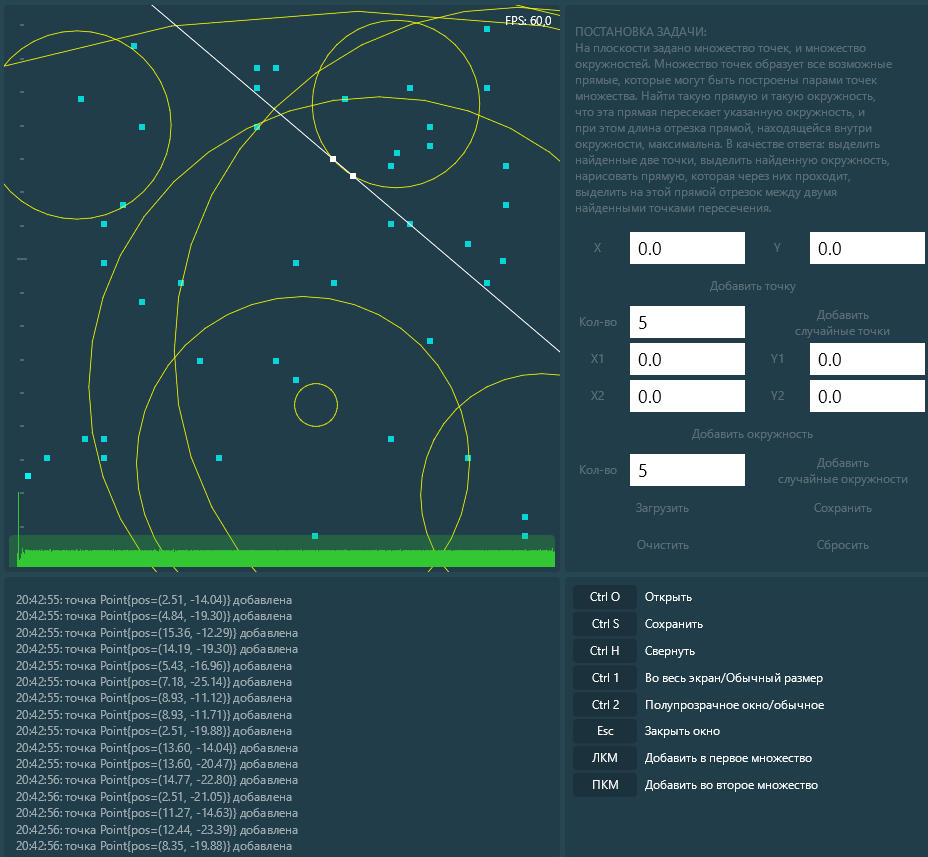 FPS: 60,0
ПОСТАНОВКА ЗАДАЧИ:
На плоскости задано множество точек, и множество
окружностей. Множество точек образует все возможные
прямые, которые могут быть построены парами точек
множества. Найти такую прямую и такую окружность,
что эта прямая пересекает указанную окружность, и
при этом длина отрезка прямой, находящейся внутри
окружности, максимальна. В качестве ответа: выделить
найденные две точки, выделить найденную окружность,
нарисовать прямую, которая через них проходит,
выделить на этой прямой отрезок между двумя
найденными точками пересечения.
X 0.0 Y 0.0
Добавить точку
Кол-во 5 Добавить
случайные точки
X1 0.0 Y1 0.0
X2 0.0 Y2 0.0
Добавить окружность
Кол-во 5 Добавить
случайные окружности
Загрузить Сохранить
Очистить Сбросить
20:42:55: точка Point{pos=(2.51, -14.04)} добавлена
20:42:55: точка Point{pos=(4.84, -19.30)} добавлена
20:42:55: точка Point{pos=(15.36, -12.29)} добавлена
20:42:55: точка Point{pos=(14.19, -19.30)} добавлена
20:42:55: точка Point{pos=(5.43, -16.96)} добавлена
20:42:55: точка Point{pos=(7.18, -25.14)} добавлена
20:42:55: точка Point{pos=(8.93, -11.12)} добавлена
20:42:55: точка Point{pos=(8.93, -11.71)} добавлена
20:42:55: точка Point{pos=(2.51, -19.88)} добавлена
20:42:55: точка Point{pos=(13.60, -14.04)} добавлена
20:42:55: точка Point{pos=(13.60, -20.47)} добавлена
20:42:56: точка Point{pos=(14.77, -22.80)} добавлена
20:42:56: точка Point{pos=(2.51, -21.05)} добавлена
20:42:56: точка Point{pos=(11.27, -14.63)} добавлена
20:42:56: точка Point{pos=(12.44, -23.39)} добавлена
20:42:56: точка Point{pos=(8.35, -19.88)} добавлена
Ctrl O Открыть
Ctrl S Сохранить
Ctrl H Свернуть
Ctrl 1 Во весь экран/Обычный размер
Ctrl 2 Полупрозрачное окно/обычное
Esc Закрыть окно
ЛКМ Добавить в первое множество
ПКМ Добавить во второе множество